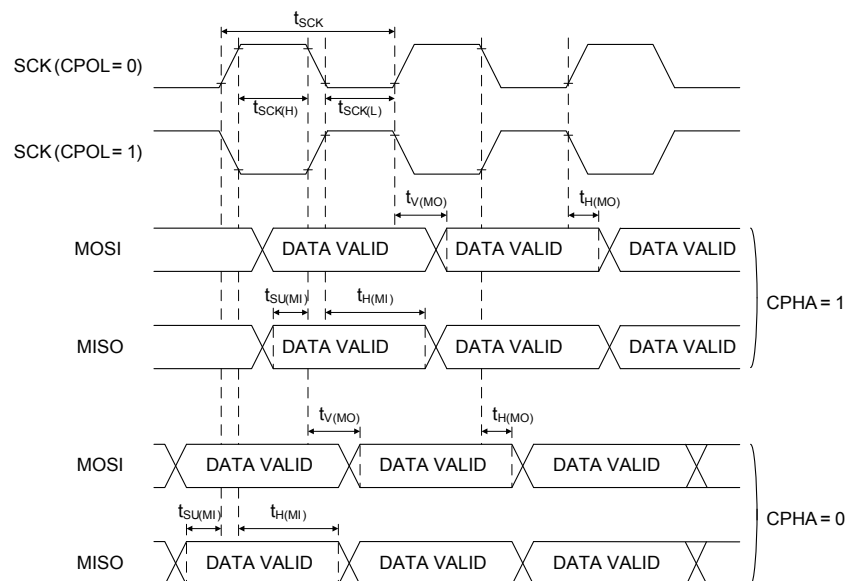 tSCK
SCK (CPOL = 0)
tSCK(H) tSCK(L)
SCK (CPOL = 1)
tV(MO) tH(MO)
MOSI DATA VALID DATA VALID DATA VALID
tSU(MI) tH(MI)
CPHA = 1
MISO DATA VALID DATA VALID DATA VALID
tV(MO) tH(MO)
MOSI DATA VALID DATA VALID DATA VALID
tSU(MI) tH(MI)
CPHA = 0
MISO DATA VALID DATA VALID DATA VALID